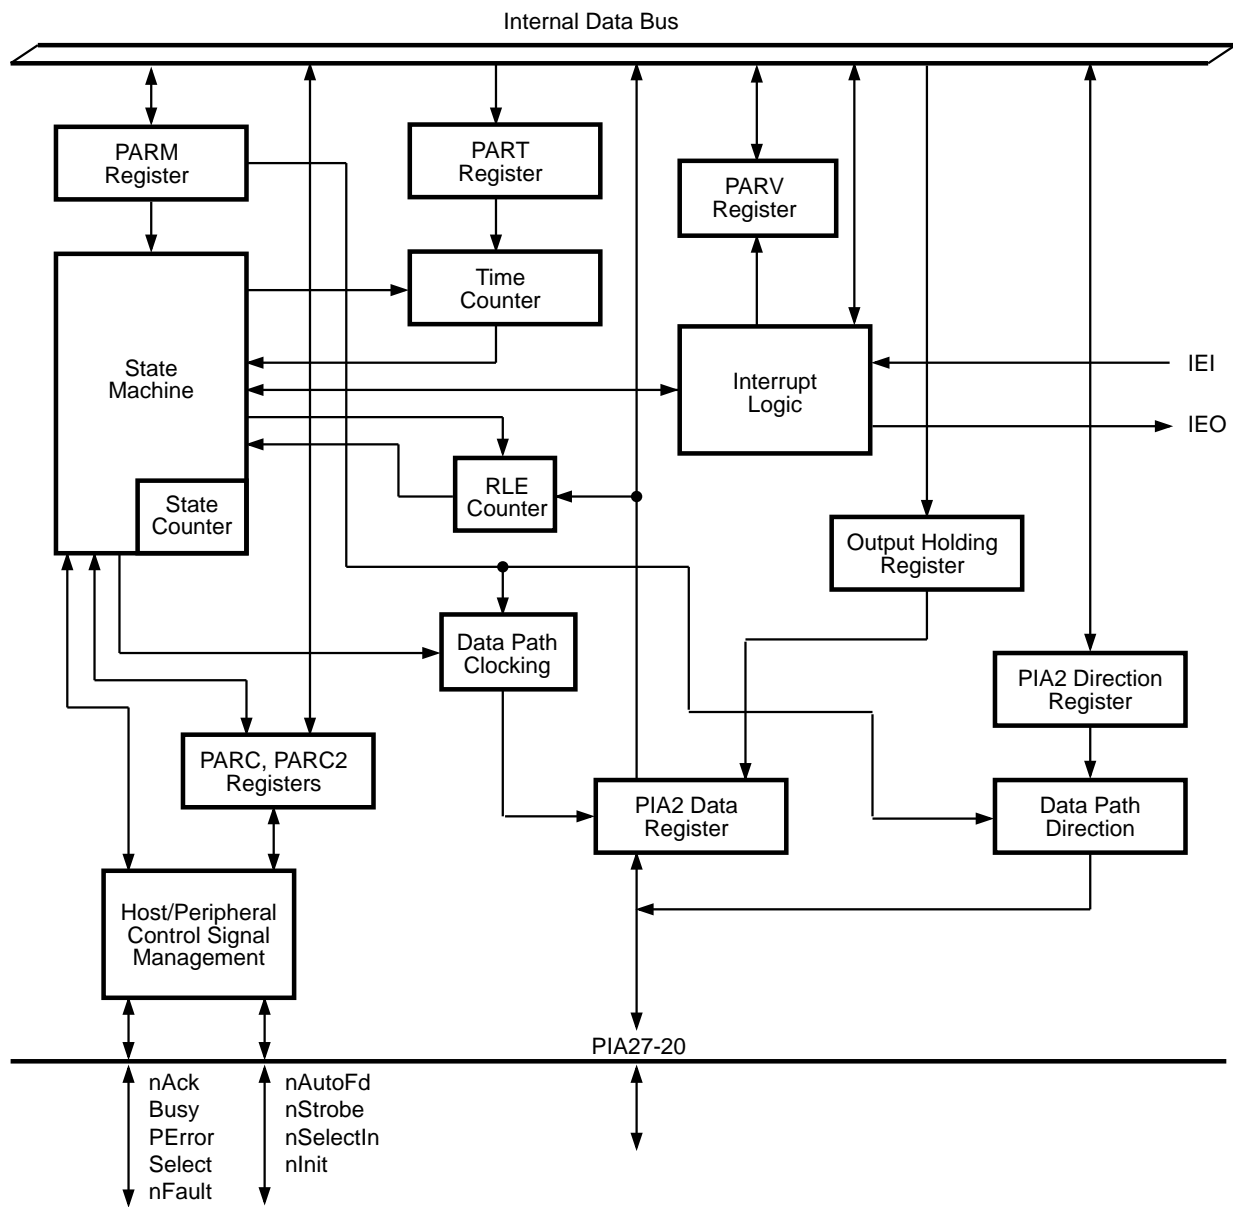 Internal Data Bus
PARM
Register
PART
Register
PARV
Register
Time
Counter
State
Machine
Interrupt
Logic
IEI
IEO
RLE
Counter
State
Counter
Output Holding
Register
Data Path
Clocking
PIA2 Direction
Register
PARC, PARC2
Registers
PIA2 Data
Register
Data Path
Direction
Host/Peripheral
Control Signal
Management
PIA27-20
nAck
Busy
PError
Select
nFault
nAutoFd
nStrobe
nSelectIn
nInit